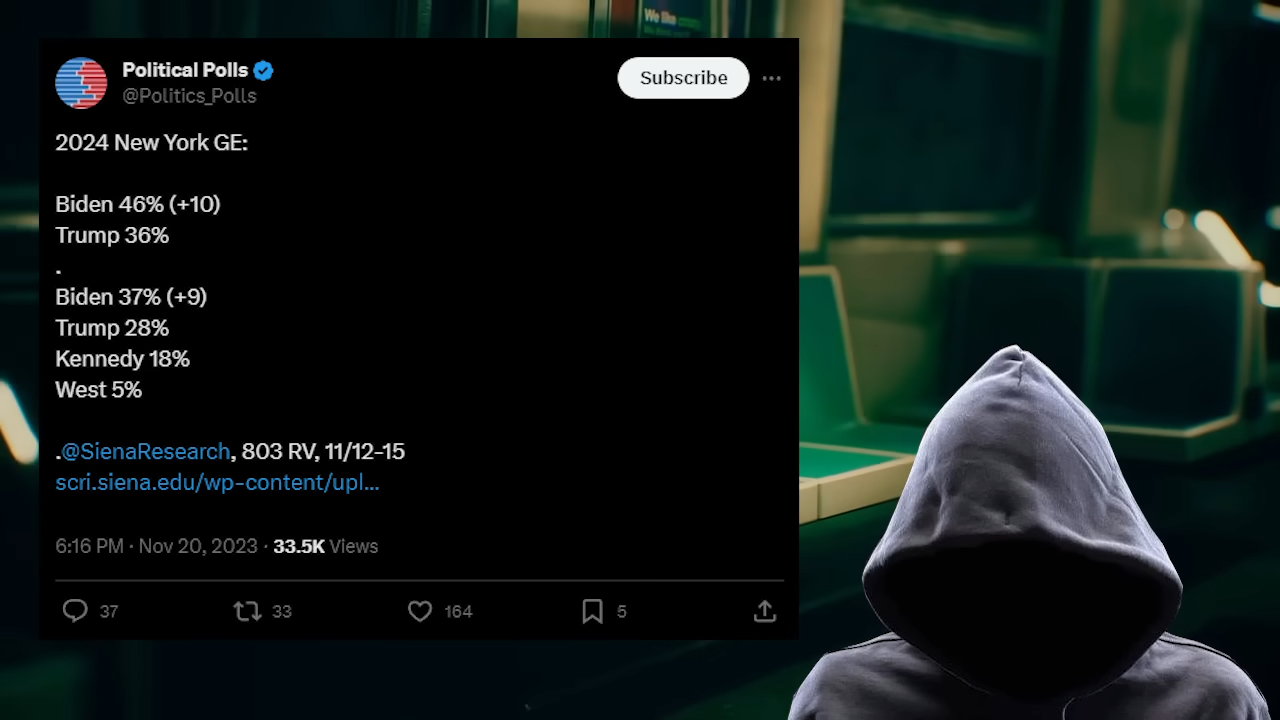 We like
Political Polls
@Politics_Polls
Subscribe
2024 New York GE:
Biden 46% (+10)
Trump 36%
.
Biden 37% (+9)
Trump 28%
Kennedy 18%
West 5%
.@SienaResearch, 803 RV, 11/12-15
scri.siena.edu/wp-content/upl...
6:16 PM · Nov 20, 2023 · 33.5K Views
37 33 164 5